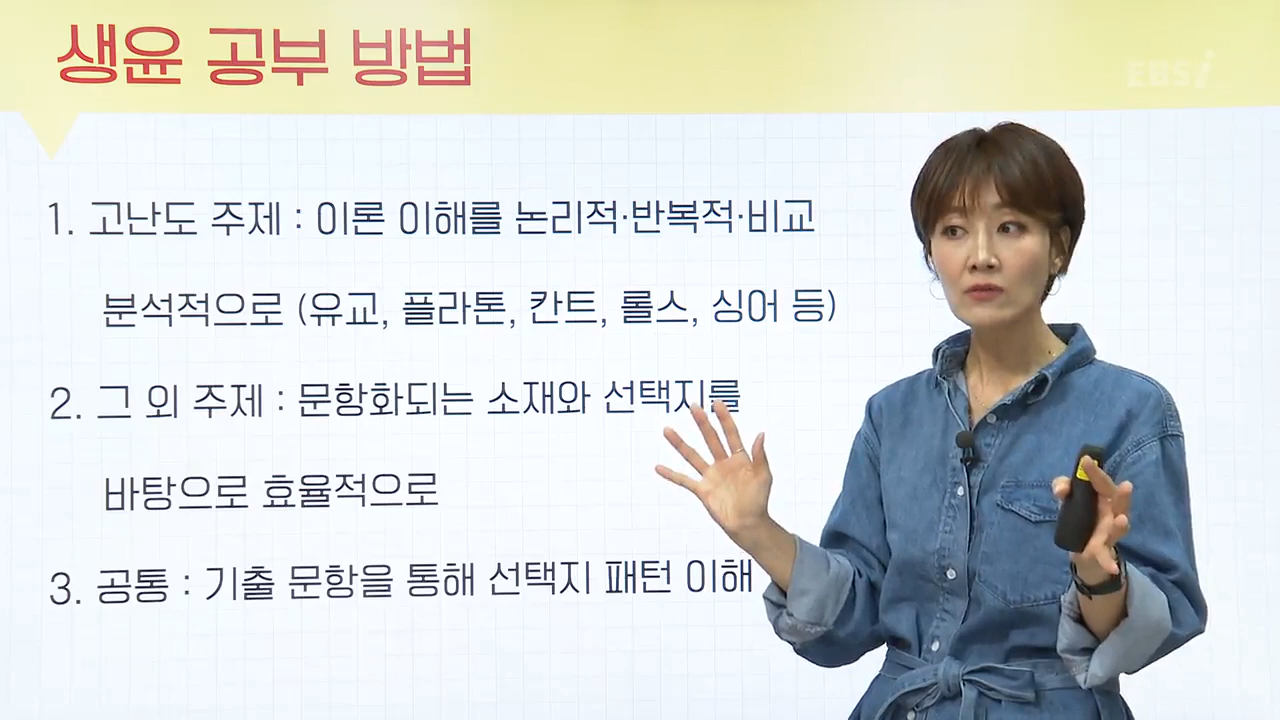 생윤 공부 방법
EBSi
1. 고난도 주제 : 이론 이해를 논리적·반복적·비교
분석적으로 (유교, 플라톤, 칸트, 롤스, 싱어 등)
2. 그 외 주제 : 문항화되는 소재와 선택지를
바탕으로 효율적으로
3. 공통 : 기출 문항을 통해 선택지 패턴 이해